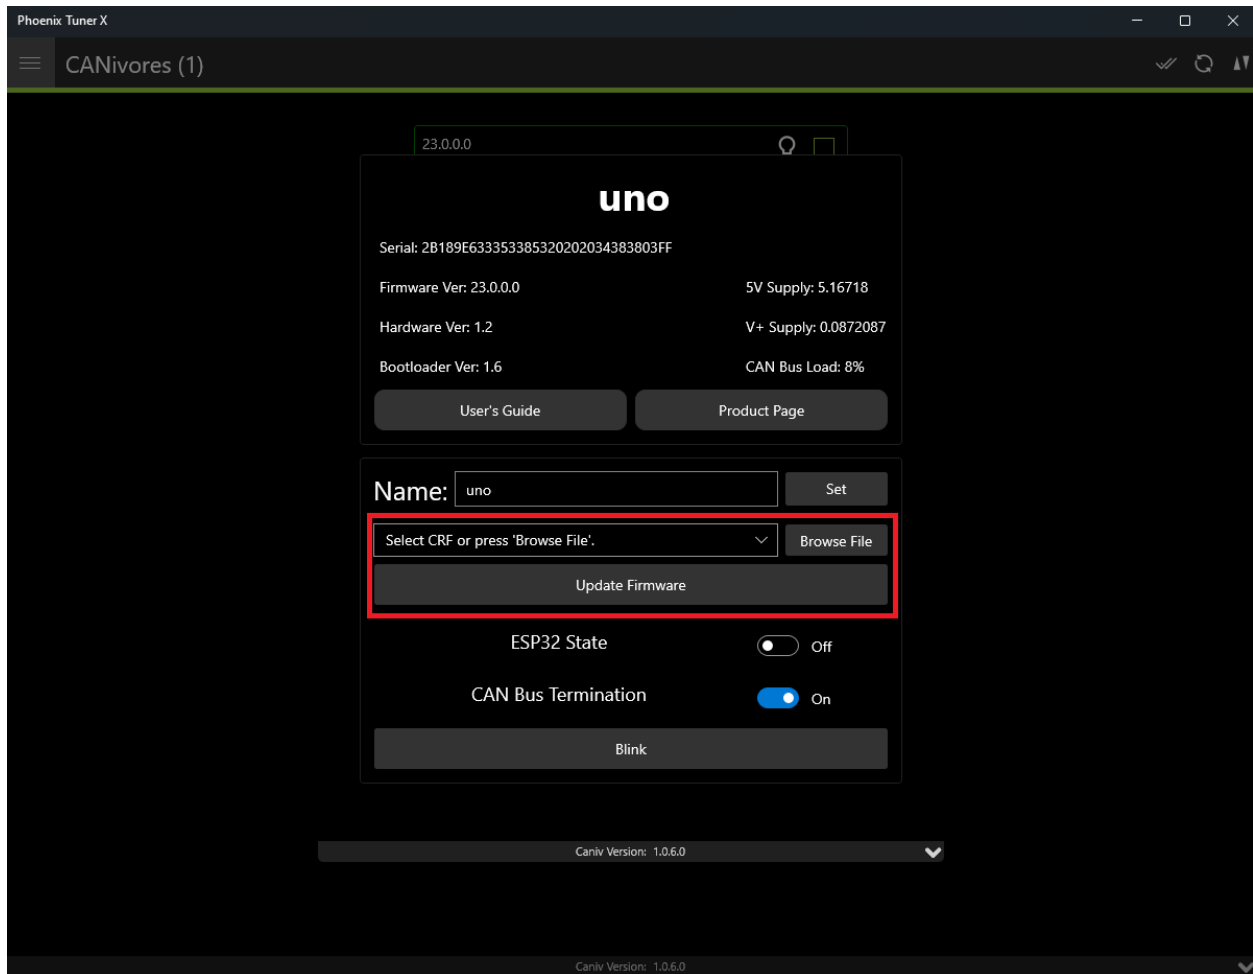 Phoenix Tuner X
CANivores (1)
23.0.0.0
uno
Serial: 2B189E633353385320202034383803FF
Firmware Ver: 23.0.0.0 5V Supply: 5.16718
Hardware Ver: 1.2 V+ Supply: 0.0872087
Bootloader Ver: 1.6 CAN Bus Load: 8%
User's Guide Product Page
Name: uno Set
Select CRF or press 'Browse File'. Browse File
Update Firmware
ESP32 State Off
CAN Bus Termination On
Blink
Caniv Version: 1.0.6.0
Caniv Version: 1.0.6.0